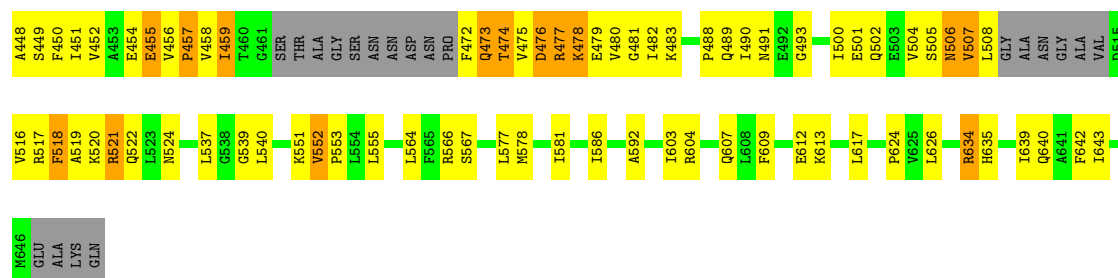 A448 S449 F450 I451 V452 A453 E454 E455 V456 P457 V458 I459 T460 G461 SER THR ALA GLY SER ASN ASN ASP ASN PRO F472 Q473 T474 V475 D476 R477 K478 E479 V480 G481 I482 K483 P488 Q489 I490 N491 E492 G493 I500 E501 Q502 E503 V504 S505 N506 V507 L508 GLY ALA ASN GLY ALA VAL D515
V516 R517 F518 A519 K520 R521 Q522 L523 N524 L537 G538 G539 L540 K551 V552 P553 L554 L555 L564 F565 R566 S567 L577 M578 I581 I586 A592 I603 R604 Q607 L608 F609 E612 K613 L617 P624 V625 L626 R634 H635 I639 Q640 A641 F642 I643
M646 GLU ALA LYS GLN